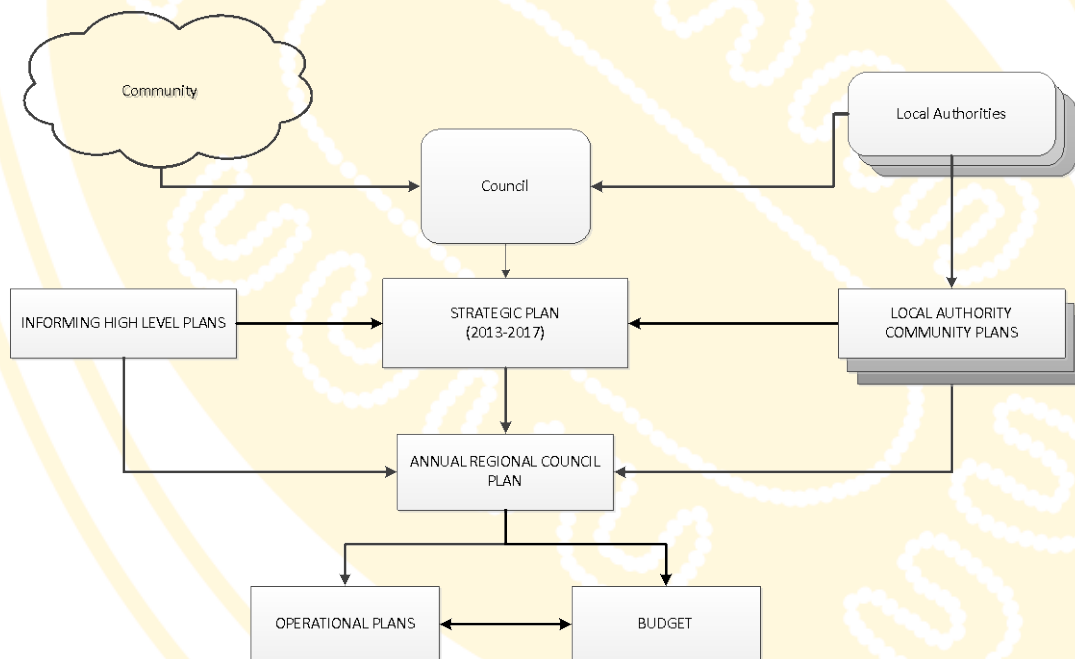 Community
Local Authorities
Council
INFORMING HIGH LEVEL PLANS
STRATEGIC PLAN
(2013-2017)
LOCAL AUTHORITY
COMMUNITY PLANS
ANNUAL REGIONAL COUNCIL
PLAN
OPERATIONAL PLANS
BUDGET